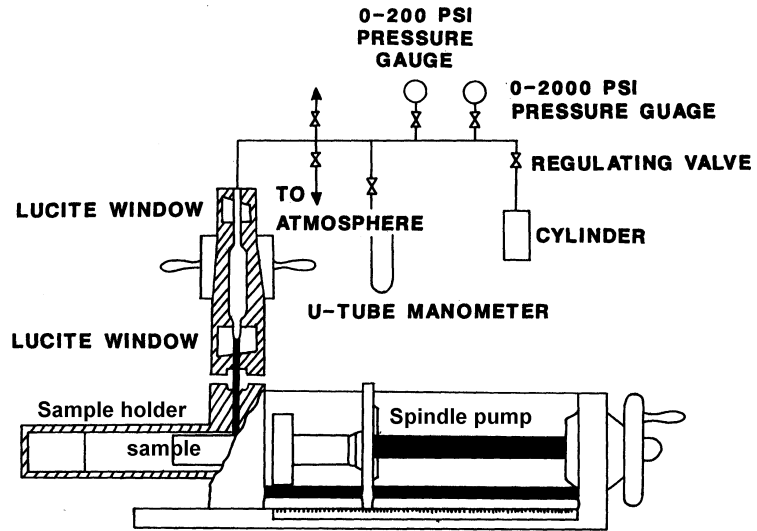 0-200 PSI
PRESSURE
GAUGE
0-2000 PSI
PRESSURE GUAGE
REGULATING VALVE
LUCITE WINDOW
TO
ATMOSPHERE
CYLINDER
U-TUBE MANOMETER
LUCITE WINDOW
Sample holder
Spindle pump
sample